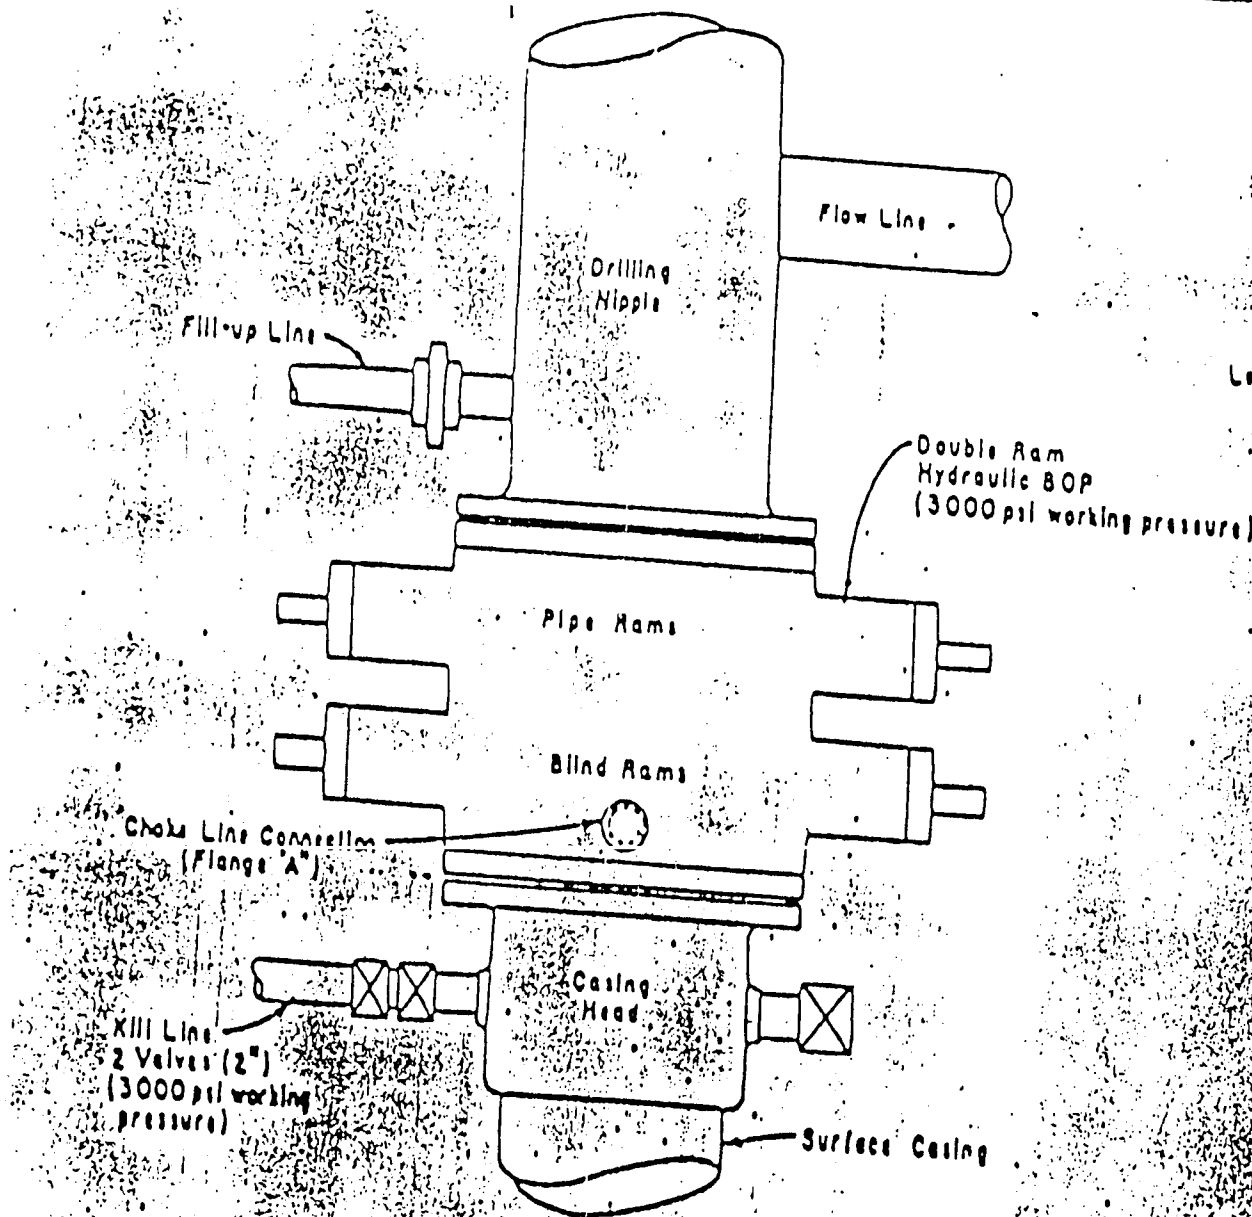 Flow Line
Drilling
Nipple
Fill-up Line
Double Ram
Hydraulic BOP
(3000 psi working pressure)
Pipe Rams
Blind Rams
Choke Line Connection
(Flange "A")
Casing
Head
Kill Line
2 Valves (2")
(3000 psi working
pressure)
Surface Casing